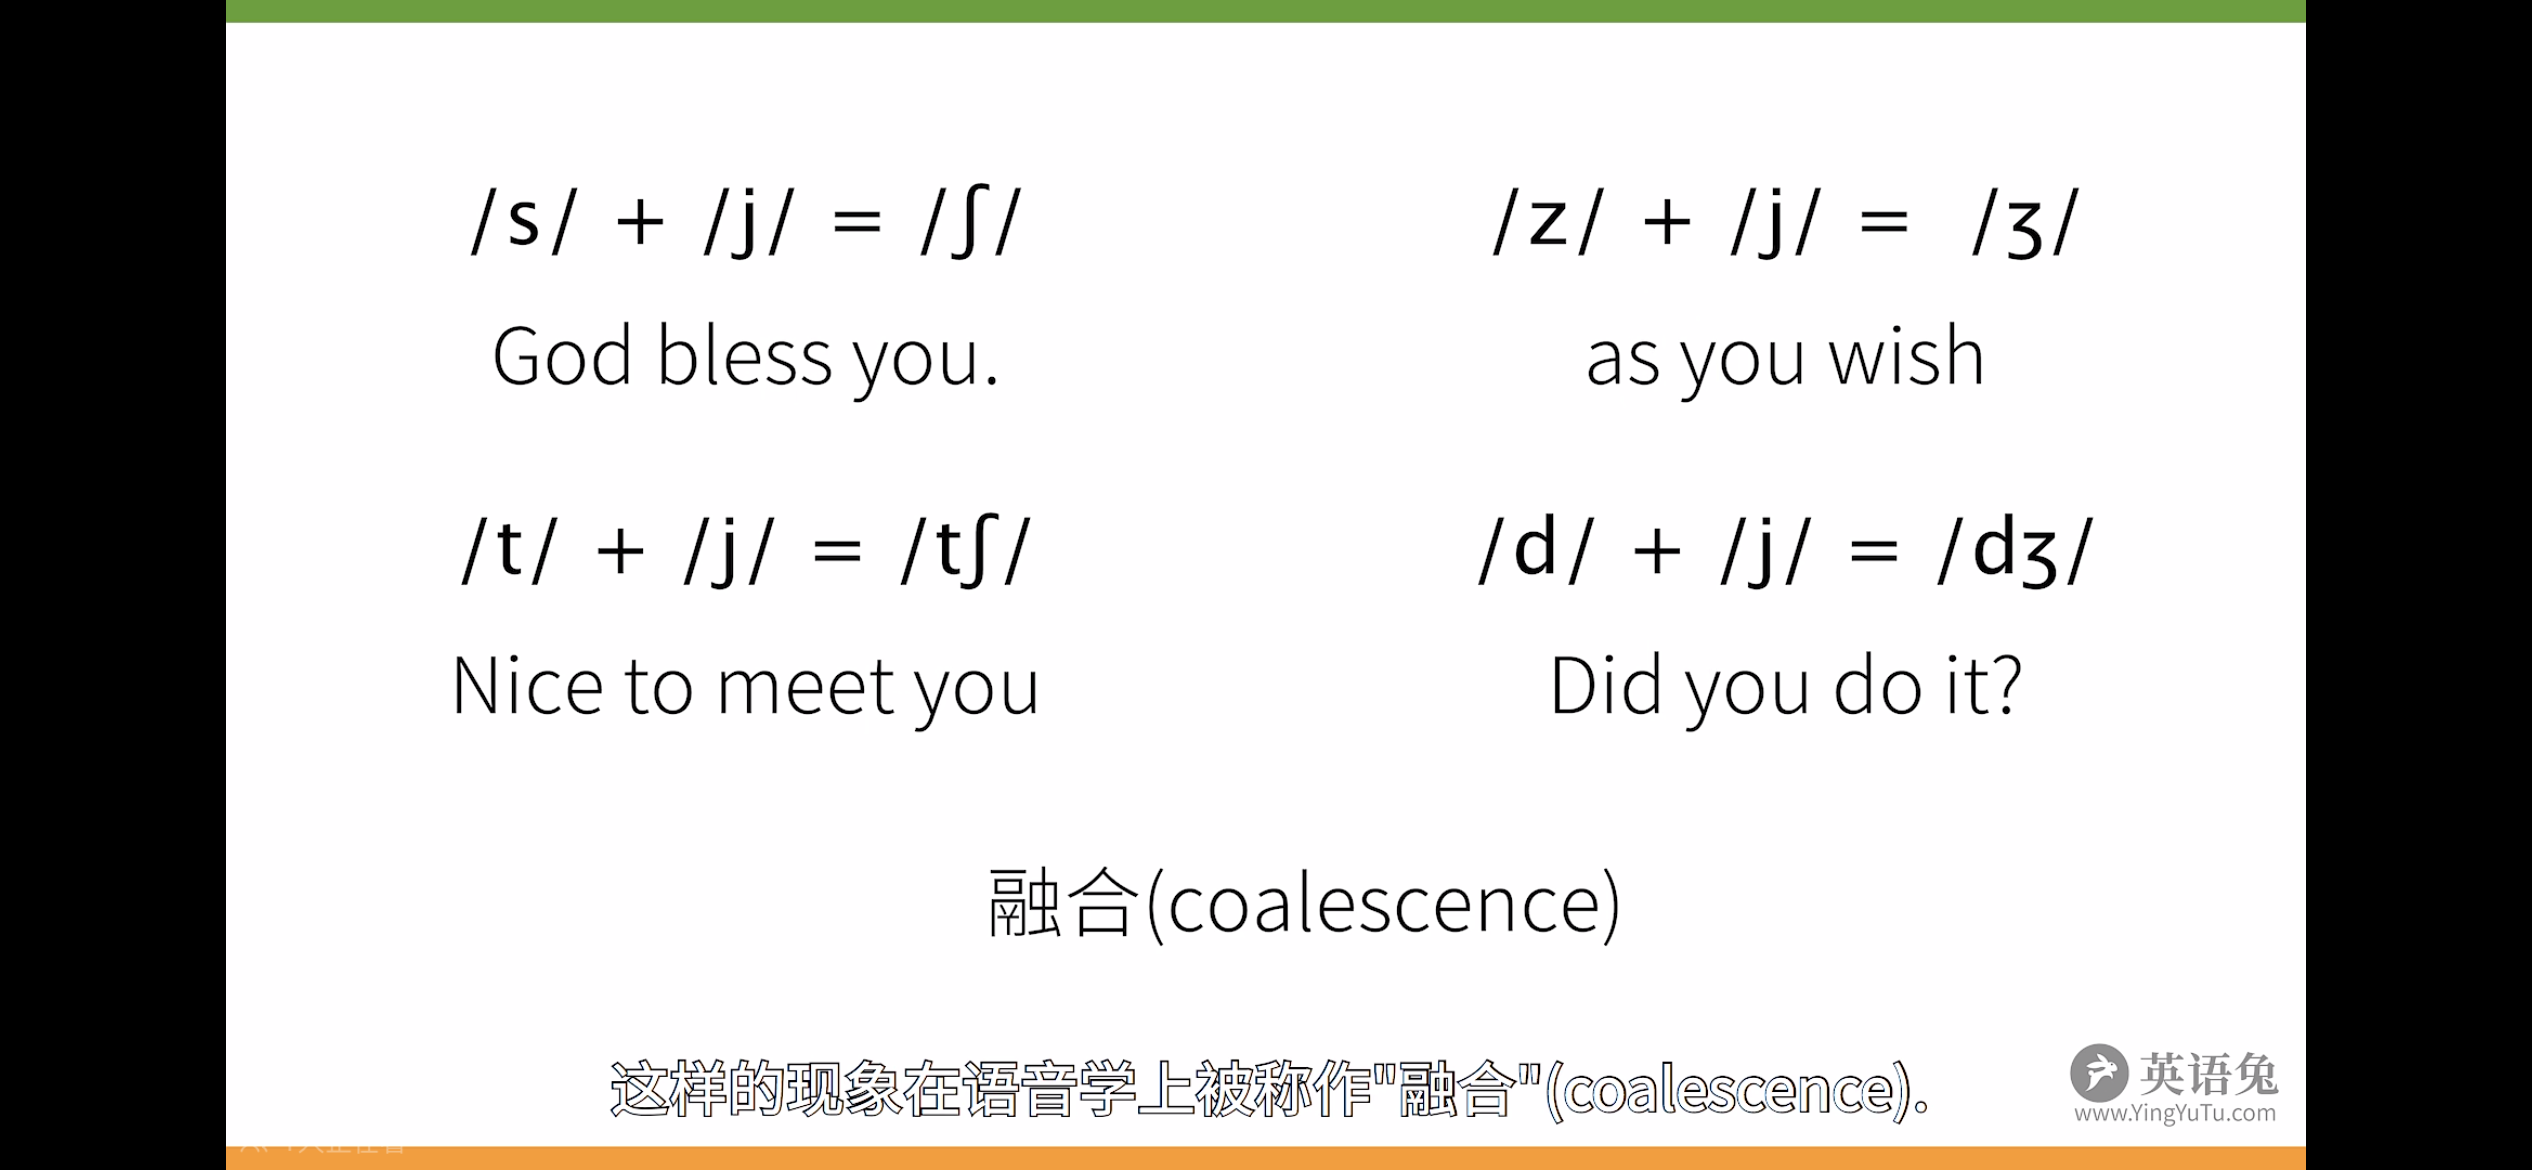 /s/ + /j/ = /ʃ/
/z/ + /j/ = /ʒ/
God bless you.
as you wish
/t/ + /j/ = /tʃ/
/d/ + /j/ = /dʒ/
Nice to meet you
Did you do it?
融合(coalescence)
这样的现象在语音学上被称作"融合"(coalescence).
英语兔
www.YingYuTu.com